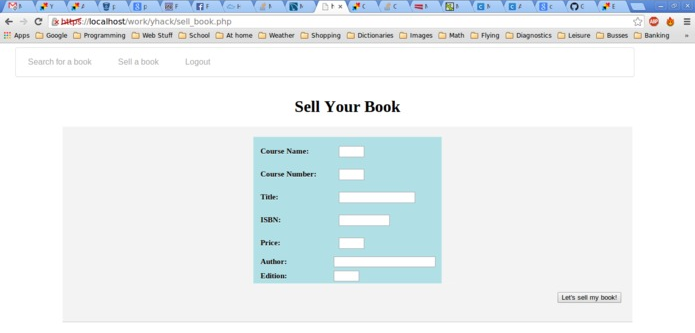 M
Y
https://localhost/work/yhack/sell_book.php
ABP
Apps Google Programming Web Stuff School At home Weather Shopping Dictionaries Images Math Flying Diagnostics Leisure Busses Banking »
Search for a book Sell a book Logout
Sell Your Book
Course Name:
Course Number:
Title:
ISBN:
Price:
Author:
Edition:
Let's sell my book!